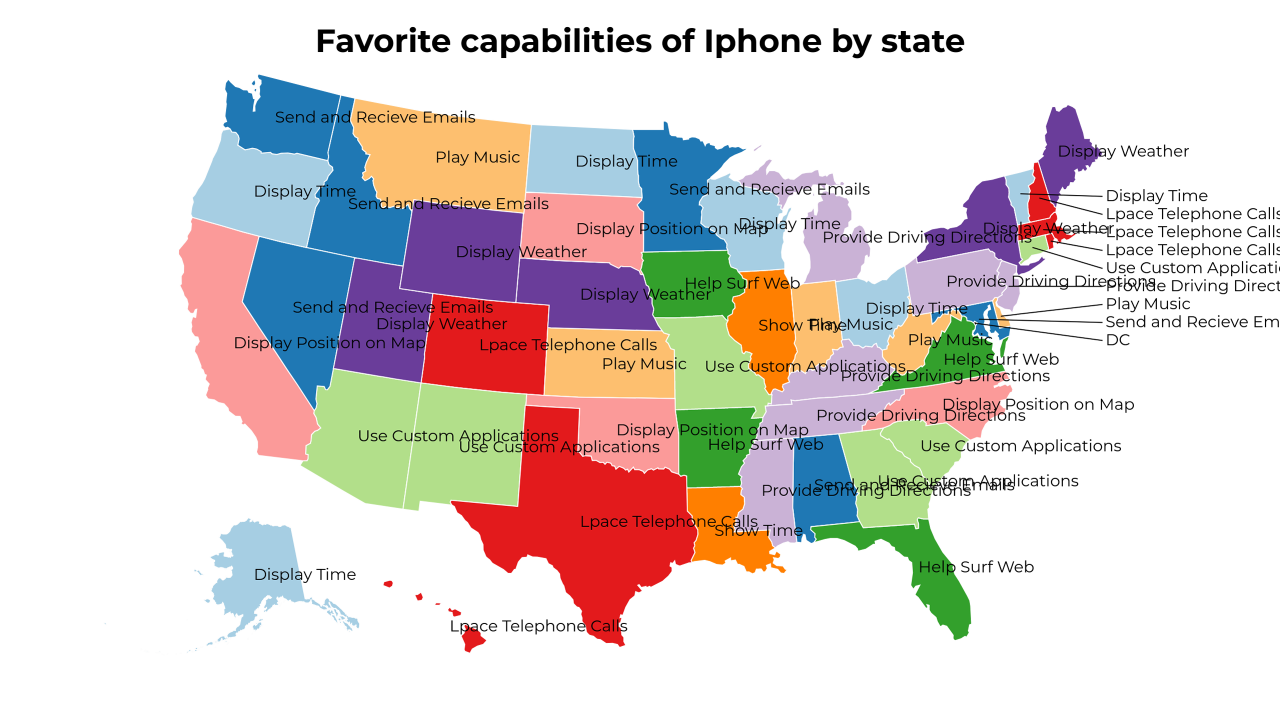 Favorite capabilities of Iphone by state
Send and Recieve Emails
Display Weather
Play Music
Display Time
Send and Recieve Emails
Display Time
Display Time
Send and Recieve Emails
Lpace Telephone Calls
Display Time
Display Position on Map
Display Weather
Lpace Telephone Calls
Provide Driving Directions
Display Weather
Lpace Telephone Calls
Use Custom Applicatio
Provide Driving Directions
Provide Driving Direct
Help Surf Web
Display Weather
Play Music
Send and Recieve Emails
Display Time
Display Weather
Show Time
Play Music
Send and Recieve Em
DC
Display Position on Map
Lpace Telephone Calls
Play Music
Help Surf Web
Play Music
Use Custom Applications
Provide Driving Directions
Display Position on Map
Provide Driving Directions
Display Position on Map
Use Custom Applications
Use Custom Applications
Help Surf Web
Use Custom Applications
Use Custom Applications
Send and Recieve Emails
Provide Driving Directions
Lpace Telephone Calls
Show Time
Help Surf Web
Display Time
Lpace Telephone Calls